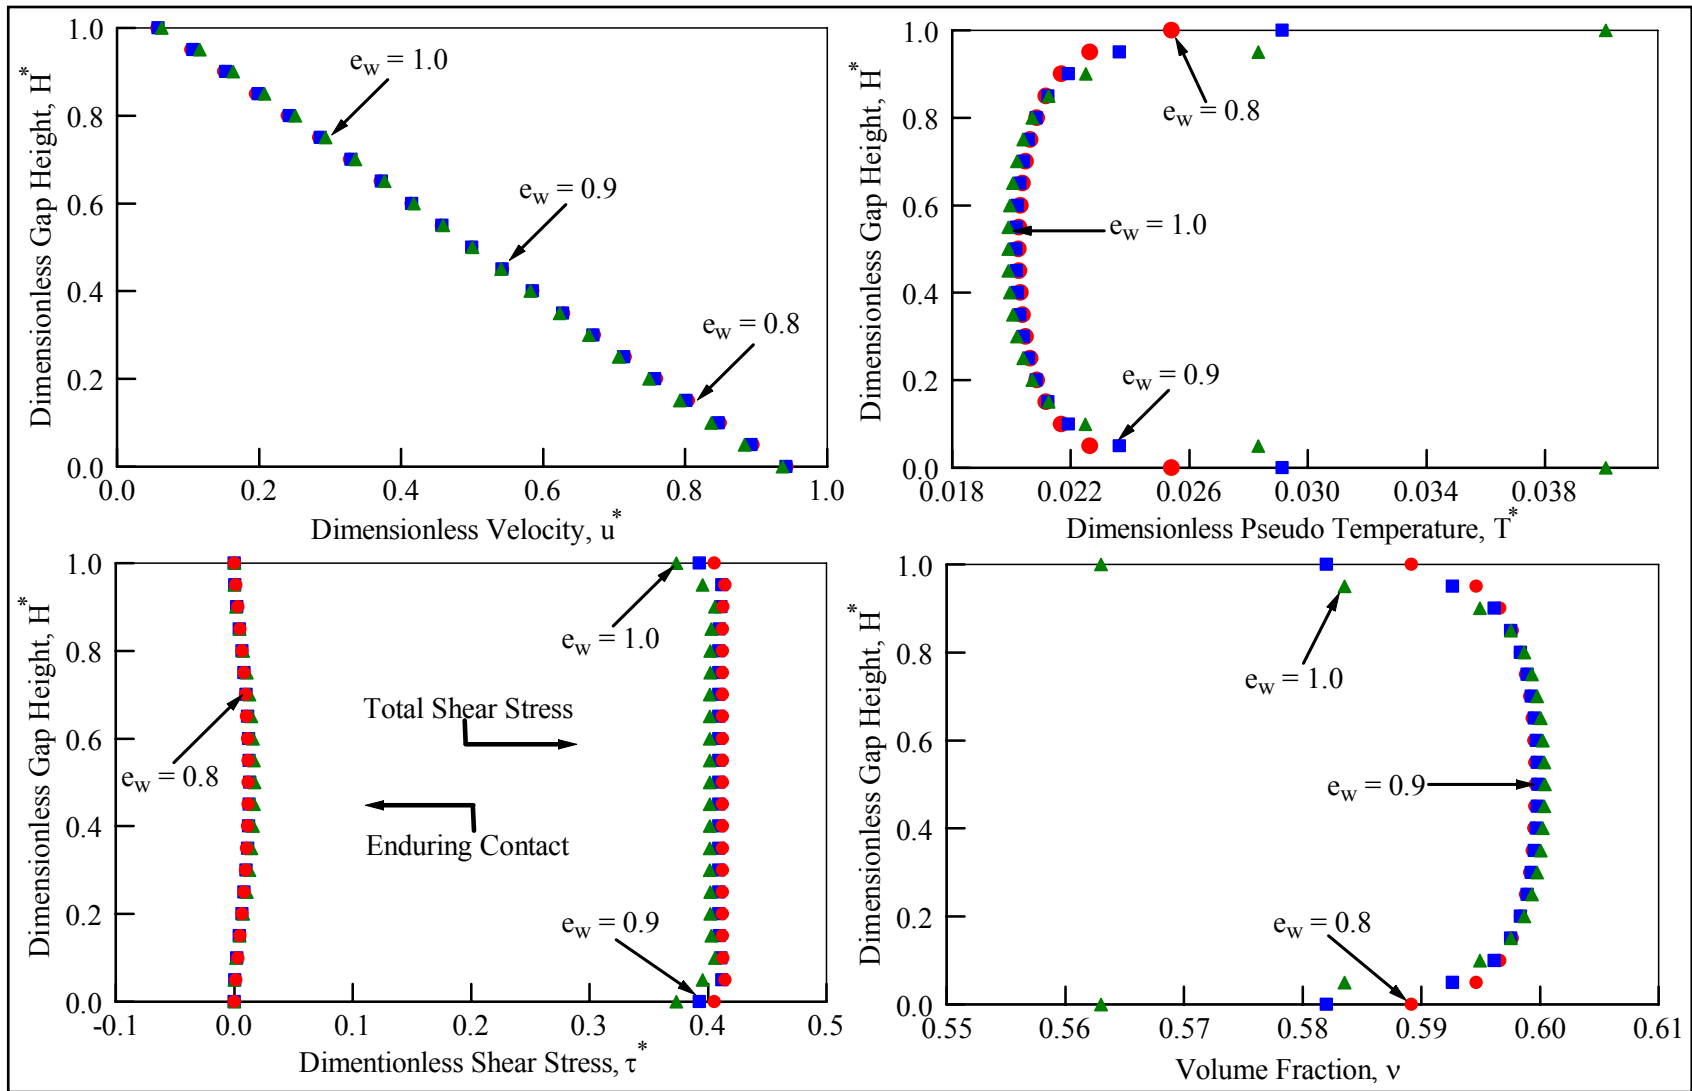 Dimensionless Gap Height, H*
1.0
0.8
0.6
0.4
0.2
0.0
e_w = 1.0
e_w = 0.9
e_w = 0.8
0.0 0.2 0.4 0.6 0.8 1.0
Dimensionless Velocity, u*
Dimensionless Gap Height, H*
1.0
0.8
0.6
0.4
0.2
0.0
e_w = 0.8
e_w = 1.0
e_w = 0.9
0.018 0.022 0.026 0.030 0.034 0.038
Dimensionless Pseudo Temperature, T*
Dimensionless Gap Height, H*
1.0
0.8
0.6
0.4
0.2
0.0
e_w = 1.0
Total Shear Stress
e_w = 0.8
Enduring Contact
e_w = 0.9
-0.1 0.0 0.1 0.2 0.3 0.4 0.5
Dimentionless Shear Stress, τ*
Dimensionless Gap Height, H*
1.0
0.8
0.6
0.4
0.2
0.0
e_w = 1.0
e_w = 0.9
e_w = 0.8
0.55 0.56 0.57 0.58 0.59 0.60 0.61
Volume Fraction, ν